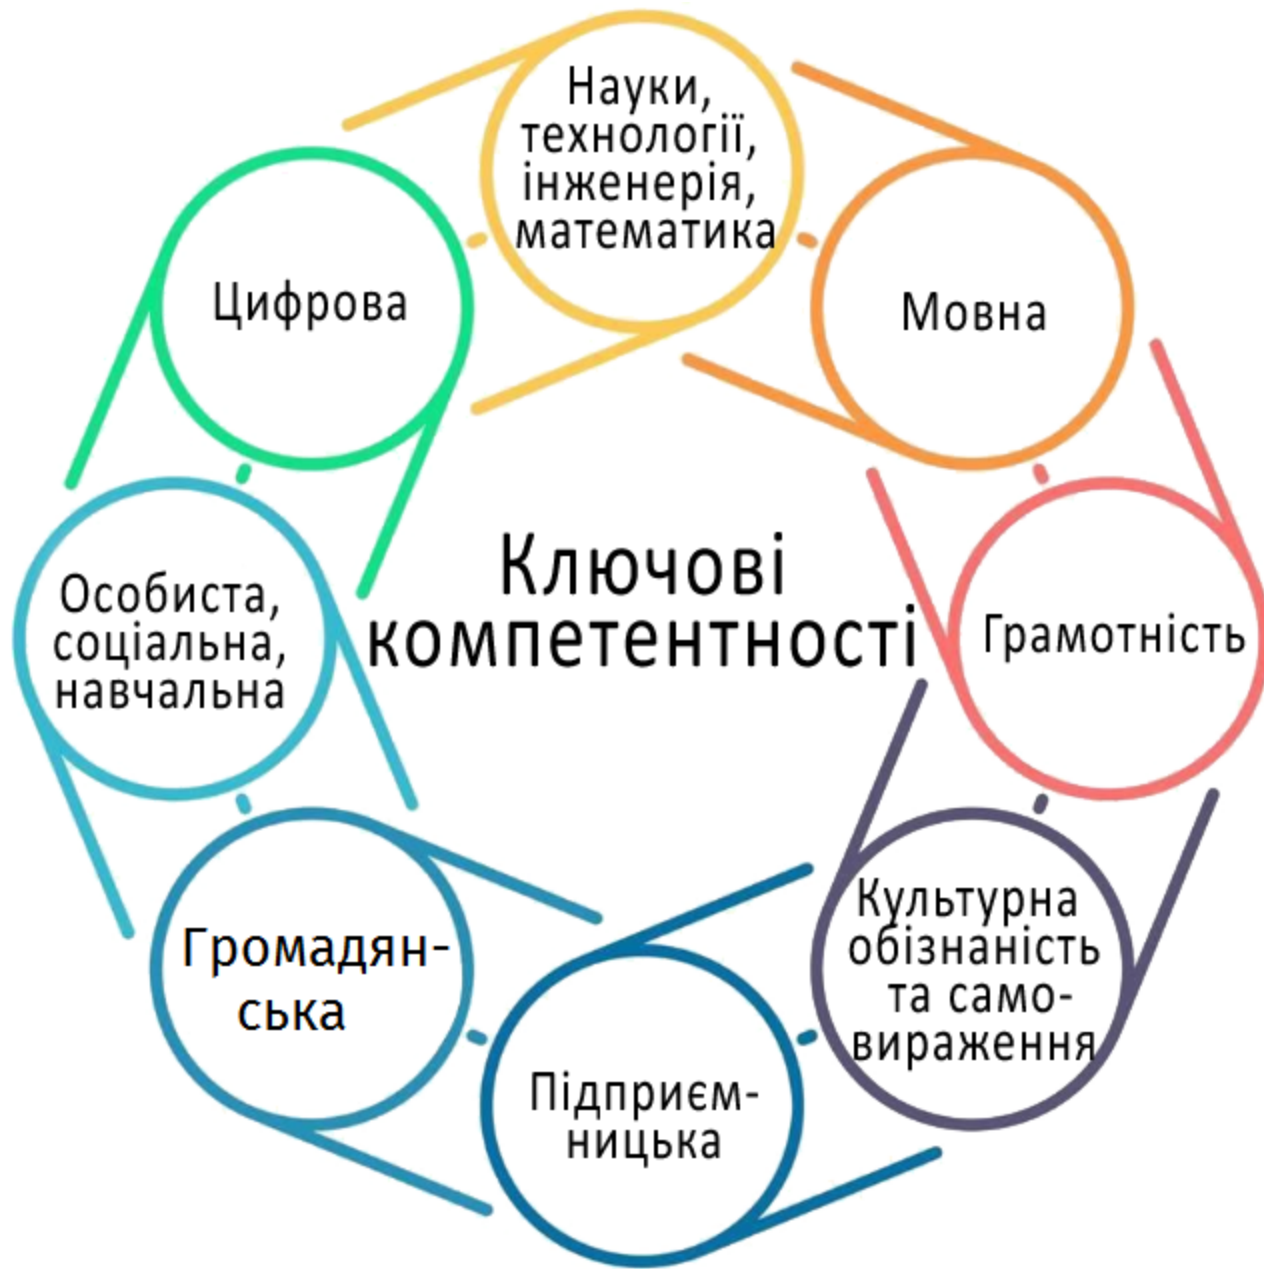 Науки,
технології,
інженерія,
математика
Мовна
Цифрова
Ключові
компетентності
Грамотність
Особиста,
соціальна,
навчальна
Культурна
обізнаність
та само-
вираження
Громадян-
ська
Підприєм-
ницька